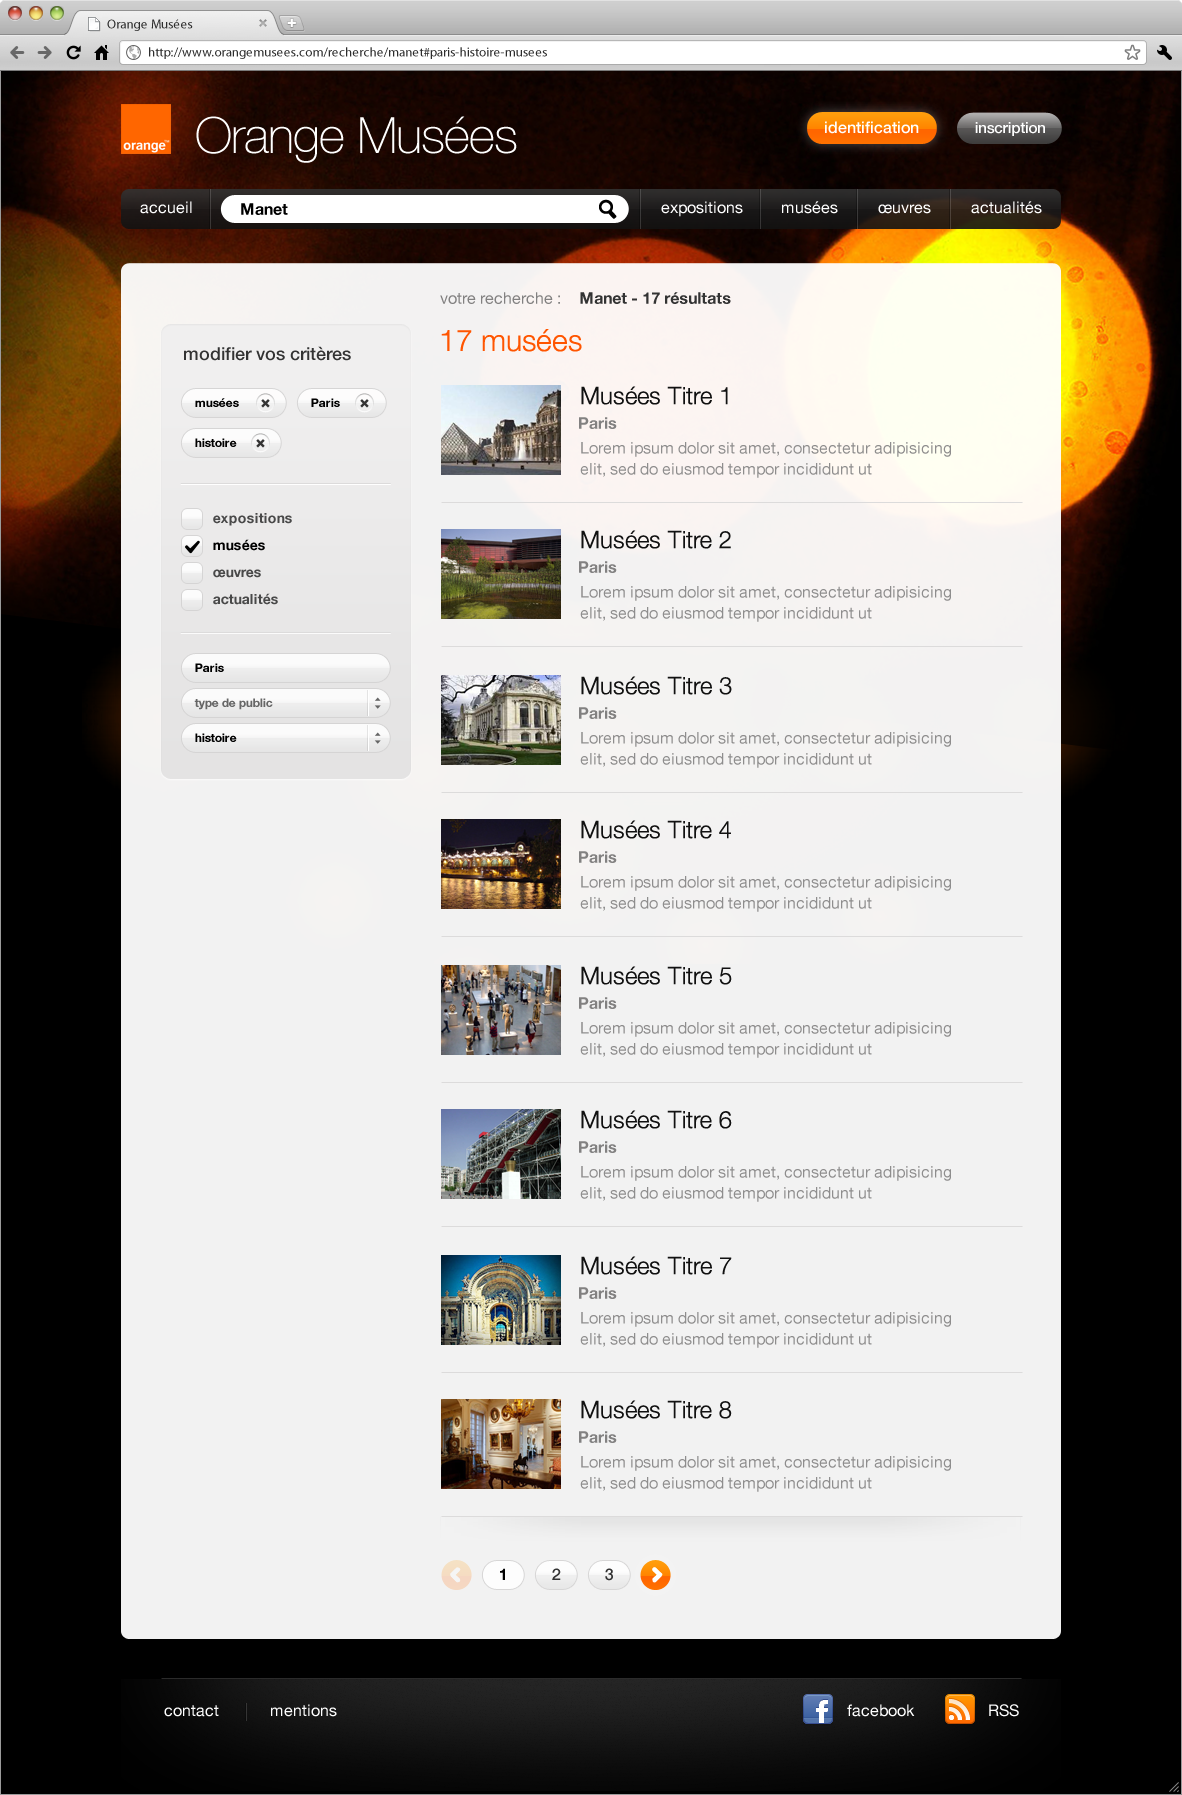 Orange Musées
http://www.orangemusees.com/recherche/manet#paris-histoire-musees
orange™
Orange Musées
identification
inscription
accueil
Manet
expositions
musées
œuvres
actualités
votre recherche : Manet - 17 résultats
17 musées
modifier vos critères
musées
Paris
histoire
expositions
musées
œuvres
actualités
Paris
type de public
histoire
Musées Titre 1
Paris
Lorem ipsum dolor sit amet, consectetur adipisicing
elit, sed do eiusmod tempor incididunt ut
Musées Titre 2
Paris
Lorem ipsum dolor sit amet, consectetur adipisicing
elit, sed do eiusmod tempor incididunt ut
Musées Titre 3
Paris
Lorem ipsum dolor sit amet, consectetur adipisicing
elit, sed do eiusmod tempor incididunt ut
Musées Titre 4
Paris
Lorem ipsum dolor sit amet, consectetur adipisicing
elit, sed do eiusmod tempor incididunt ut
Musées Titre 5
Paris
Lorem ipsum dolor sit amet, consectetur adipisicing
elit, sed do eiusmod tempor incididunt ut
Musées Titre 6
Paris
Lorem ipsum dolor sit amet, consectetur adipisicing
elit, sed do eiusmod tempor incididunt ut
Musées Titre 7
Paris
Lorem ipsum dolor sit amet, consectetur adipisicing
elit, sed do eiusmod tempor incididunt ut
Musées Titre 8
Paris
Lorem ipsum dolor sit amet, consectetur adipisicing
elit, sed do eiusmod tempor incididunt ut
1 2 3
contact
mentions
facebook
RSS